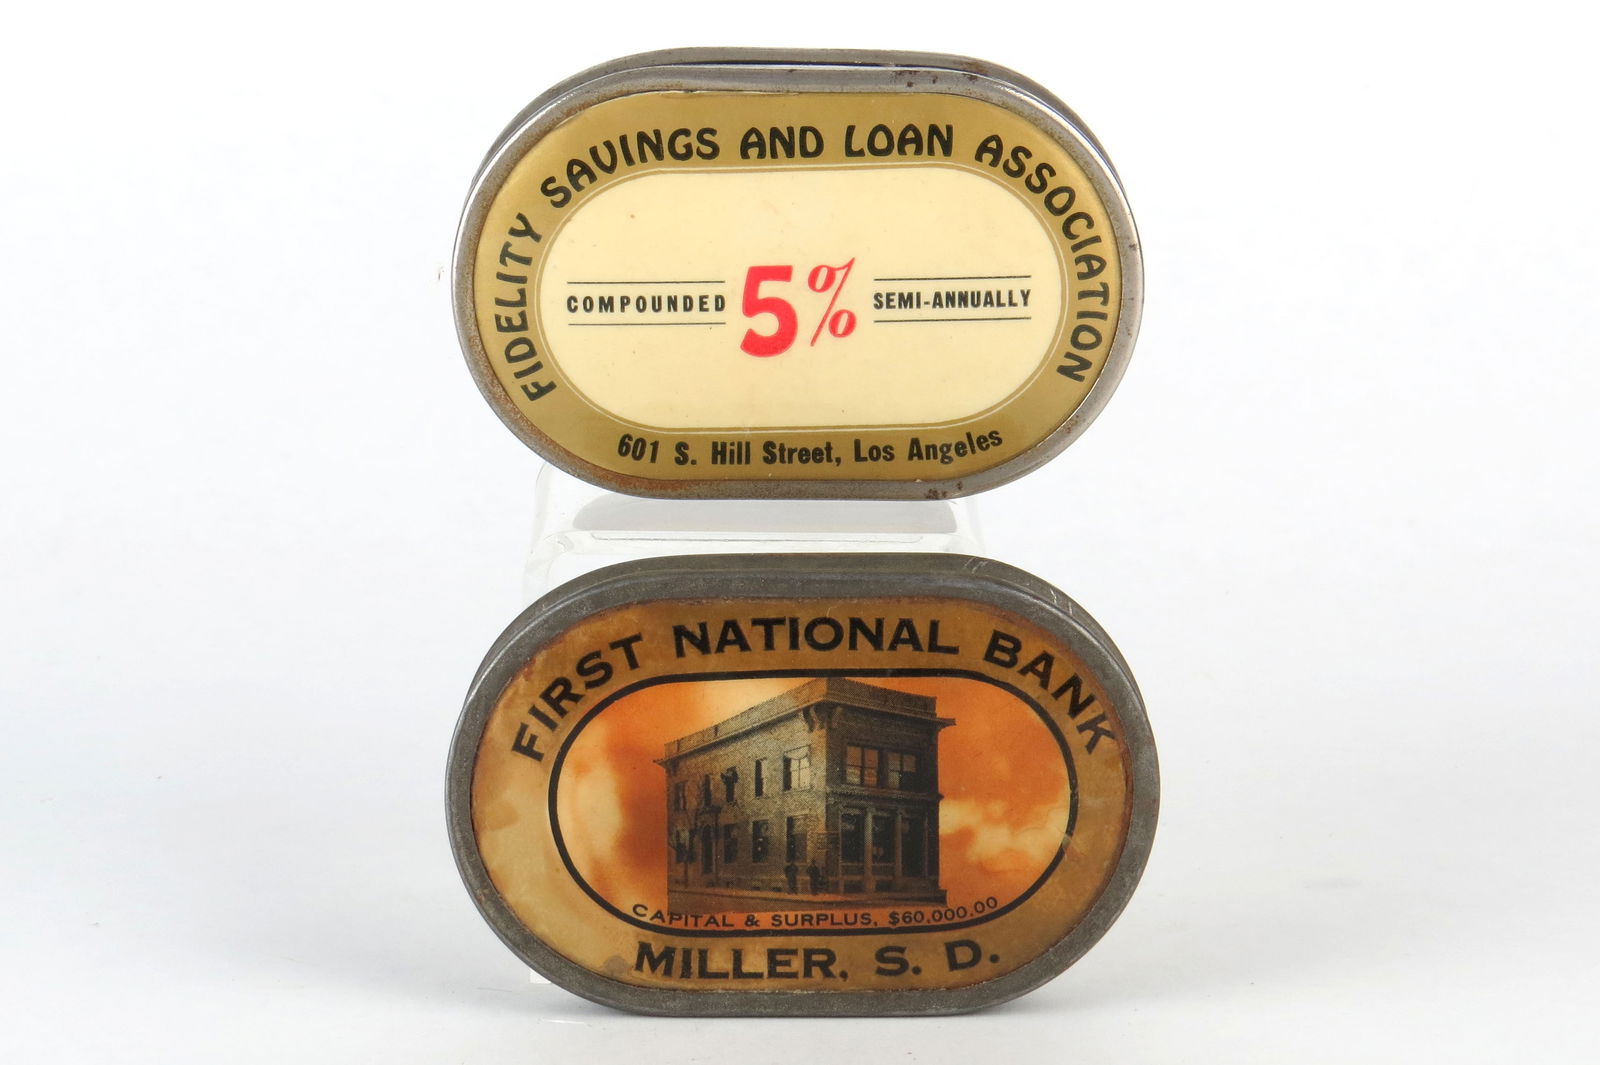 FIDELITY SAVINGS AND LOAN ASSOCIATION
COMPOUNDED 5% SEMI-ANNUALLY
601 S. Hill Street, Los Angeles
FIRST NATIONAL BANK
CAPITAL & SURPLUS, $60,000.00
MILLER, S. D.